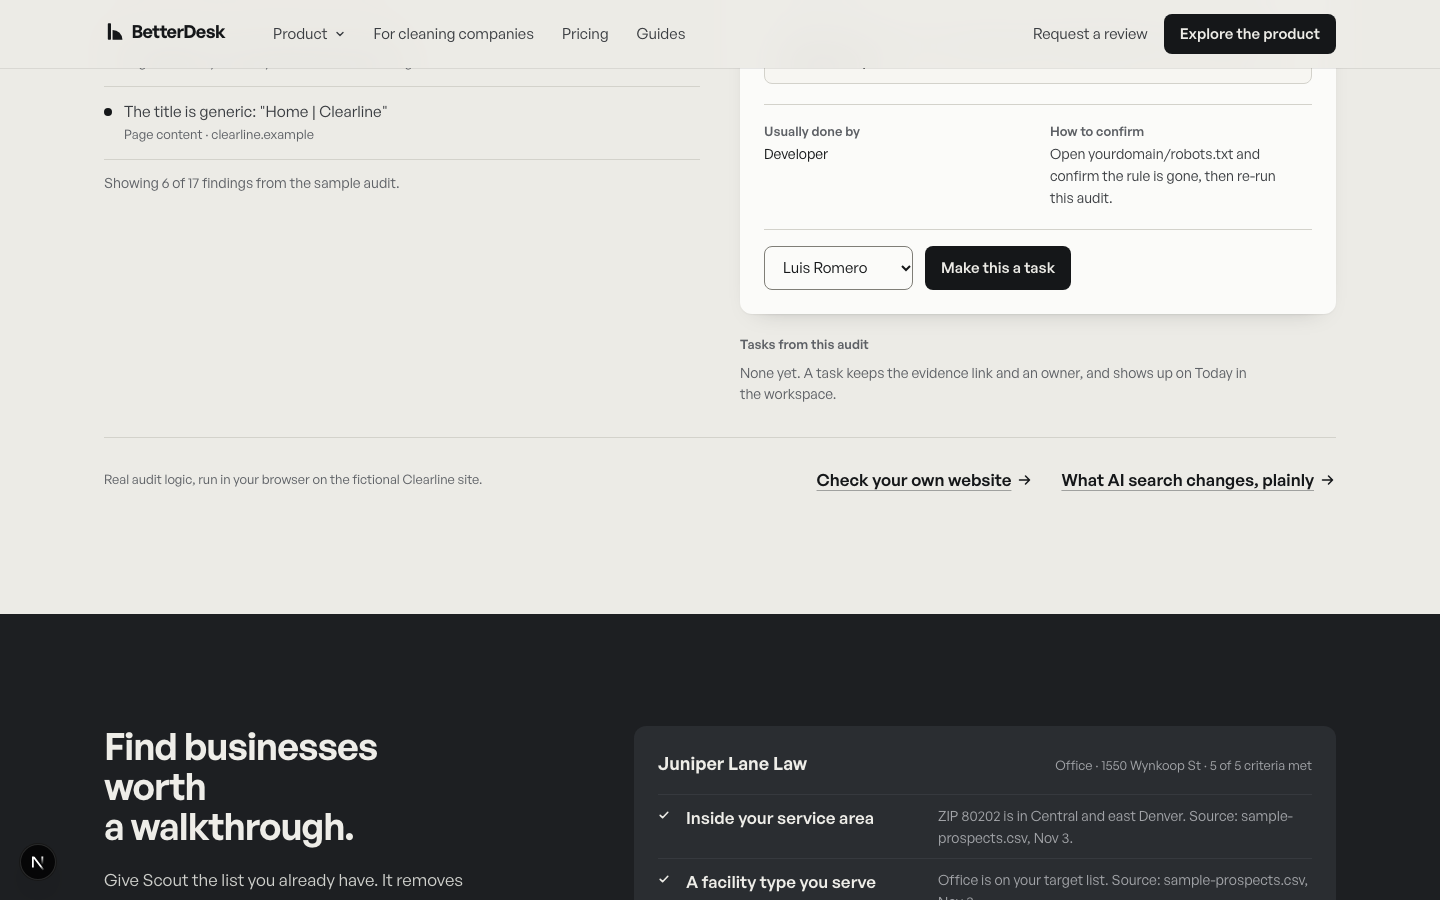 BetterDesk
Product
For cleaning companies
Pricing
Guides
Request a review
Explore the product
The title is generic: "Home | Clearline"
Page content · clearline.example
Showing 6 of 17 findings from the sample audit.
Usually done by
Developer
How to confirm
Open yourdomain/robots.txt and
confirm the rule is gone, then re-run
this audit.
Luis Romero
Make this a task
Tasks from this audit
None yet. A task keeps the evidence link and an owner, and shows up on Today in
the workspace.
Real audit logic, run in your browser on the fictional Clearline site.
Check your own website →
What AI search changes, plainly →
Find businesses
worth
a walkthrough.
Give Scout the list you already have. It removes
Juniper Lane Law
Office · 1550 Wynkoop St · 5 of 5 criteria met
Inside your service area
ZIP 80202 is in Central and east Denver. Source: sample-
prospects.csv, Nov 3.
A facility type you serve
Office is on your target list. Source: sample-prospects.csv,
N